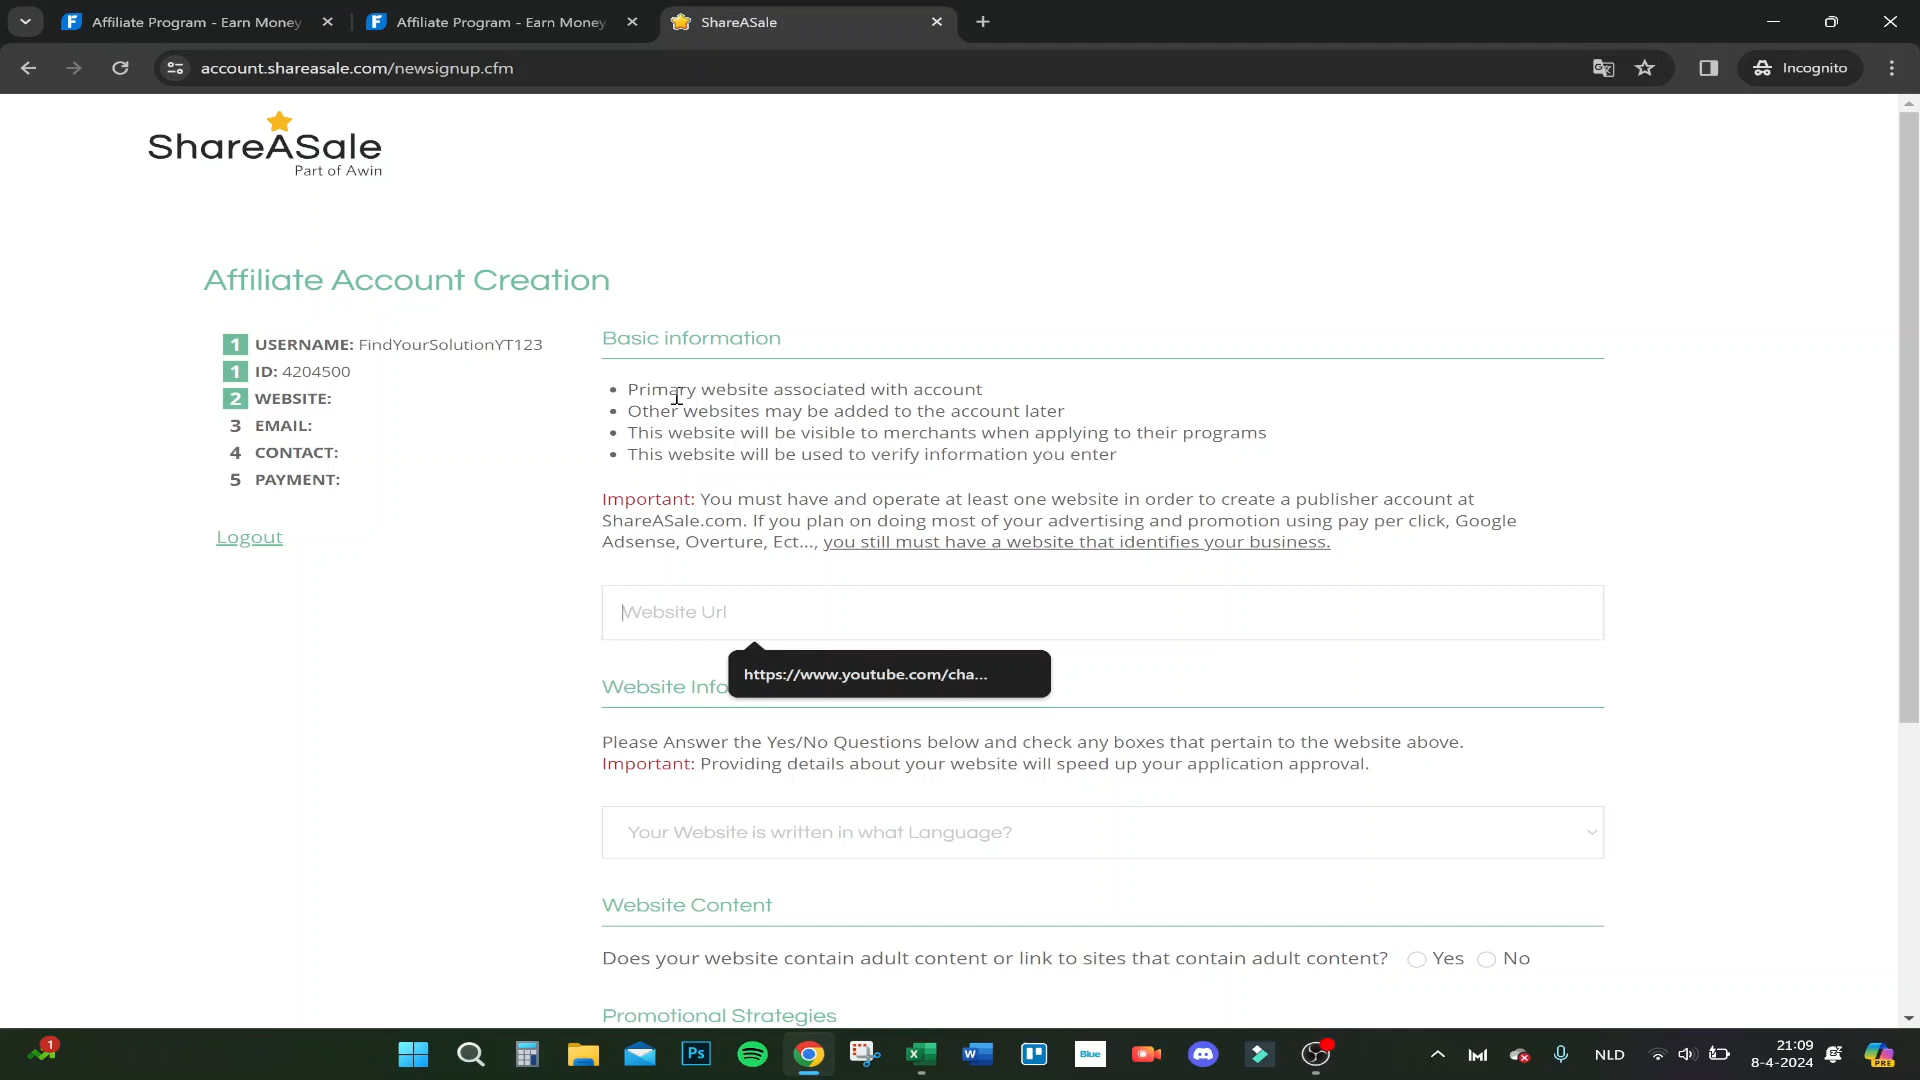 Affiliate Program - Earn Money
Affiliate Program - Earn Money
ShareASale
account.shareasale.com/newsignup.cfm
Incognito
ShareASale
Part of Awin
Affiliate Account Creation
1 USERNAME: FindYourSolutionYT123
1 ID: 4204500
2 WEBSITE:
3 EMAIL:
4 CONTACT:
5 PAYMENT:
Logout
Basic information
• Primary website associated with account
• Other websites may be added to the account later
• This website will be visible to merchants when applying to their programs
• This website will be used to verify information you enter
Important: You must have and operate at least one website in order to create a publisher account at
ShareASale.com. If you plan on doing most of your advertising and promotion using pay per click, Google
Adsense, Overture, Ect..., you still must have a website that identifies your business.
Website Url
https://www.youtube.com/cha...
Website Info
Please Answer the Yes/No Questions below and check any boxes that pertain to the website above.
Important: Providing details about your website will speed up your application approval.
Your Website is written in what Language?
Website Content
Does your website contain adult content or link to sites that contain adult content? Yes No
Promotional Strategies
1
Ps
Blue
NLD
21:09
8-4-2024
PRE